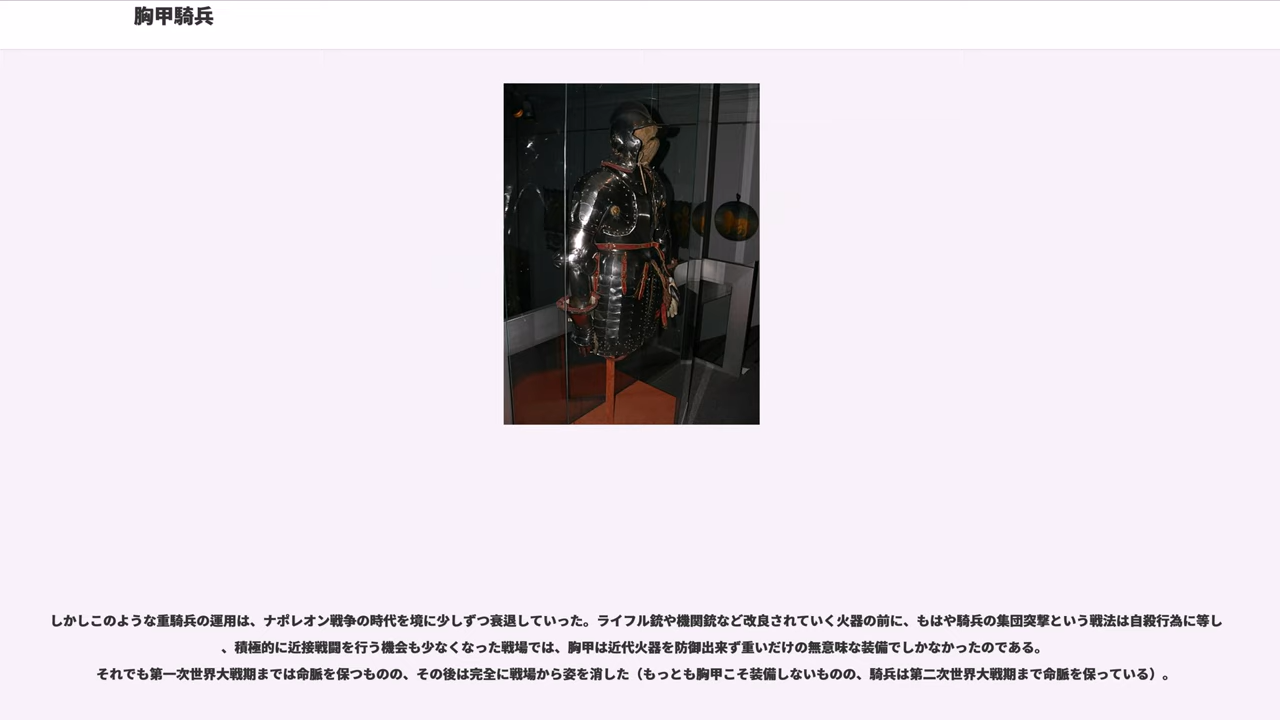 胸甲騎兵
しかしこのような重騎兵の運用は、ナポレオン戦争の時代を境に少しずつ衰退していった。ライフル銃や機関銃など改良されていく火器の前に、もはや騎兵の集団突撃という戦法は自殺行為に等し
、積極的に近接戦闘を行う機会も少なくなった戦場では、胸甲は近代火器を防御出来ず重いだけの無意味な装備でしかなかったのである。
それでも第一次世界大戦期までは命脈を保つものの、その後は完全に戦場から姿を消した（もっとも胸甲こそ装備しないものの、騎兵は第二次世界大戦期まで命脈を保っている）。